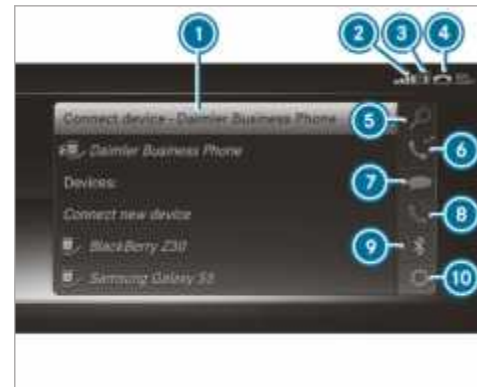 1
2
3
4
Connect device - Daimler Business Phone
5
Daimler Business Phone
6
Devices:
7
Connect new device
8
BlackBerry Z30
9
Samsung Galaxy S3
10